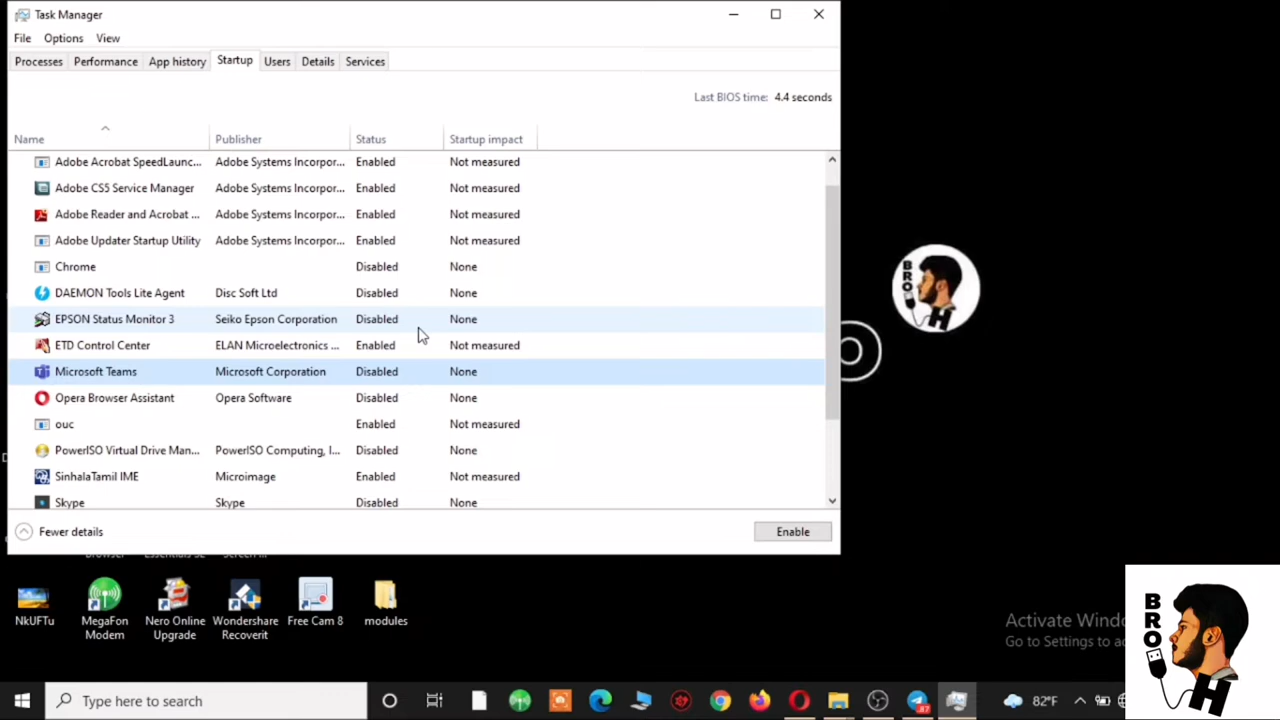 Task Manager
File Options View
Processes Performance App history Startup Users Details Services
Last BIOS time: 4.4 seconds
Name Publisher Status Startup impact
Adobe Acrobat SpeedLaunc... Adobe Systems Incorpor... Enabled Not measured
Adobe CS5 Service Manager Adobe Systems Incorpor... Enabled Not measured
Adobe Reader and Acrobat ... Adobe Systems Incorpor... Enabled Not measured
Adobe Updater Startup Utility Adobe Systems Incorpor... Enabled Not measured
Chrome Disabled None
DAEMON Tools Lite Agent Disc Soft Ltd Disabled None
EPSON Status Monitor 3 Seiko Epson Corporation Disabled None
ETD Control Center ELAN Microelectronics ... Enabled Not measured
Microsoft Teams Microsoft Corporation Disabled None
Opera Browser Assistant Opera Software Disabled None
ouc Enabled Not measured
PowerISO Virtual Drive Man... PowerISO Computing, I... Disabled None
SinhalaTamil IME Microimage Enabled Not measured
Skype Skype Disabled None
Fewer details Enable
BRO
H
NkUFTu
MegaFon
Modem
Nero Online
Upgrade
Wondershare
Recoverit
Free Cam 8
modules
Activate
Go to Settings to
BRO
H
Type here to search
87
82°F